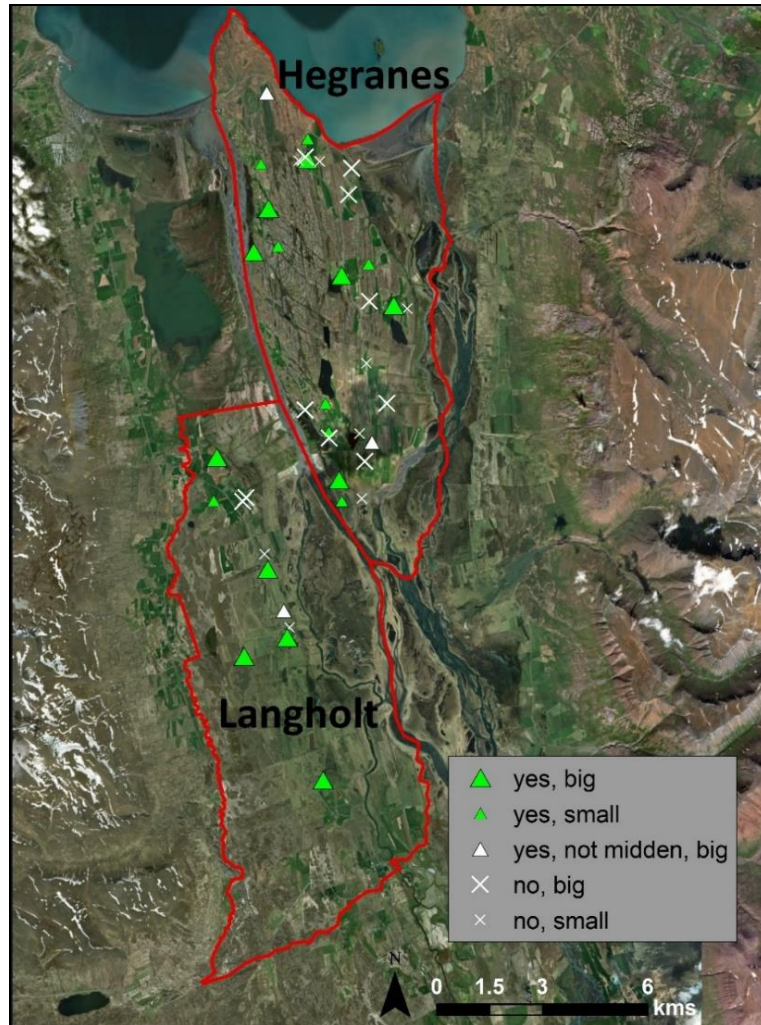 Hegranes
Langholt
yes, big
yes, small
yes, not midden, big
no, big
no, small
N
0 1.5 3 6
kms